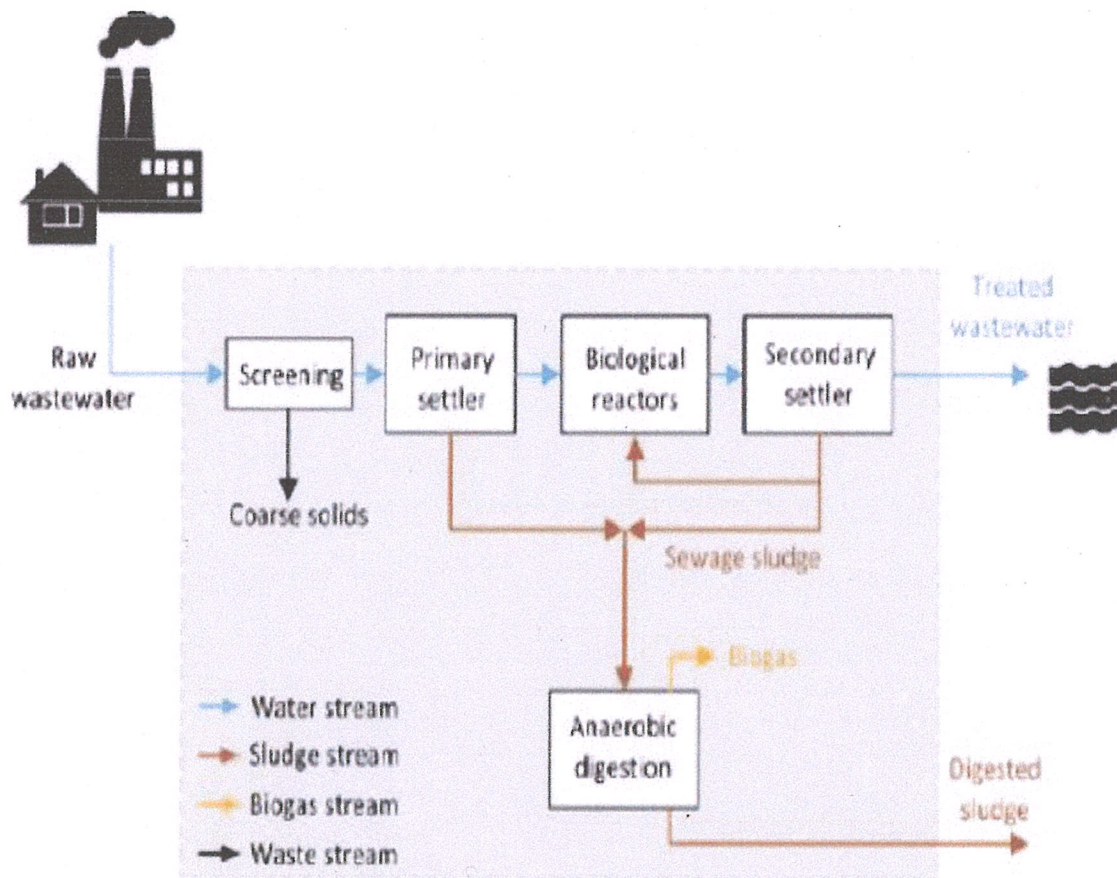 Raw
wastewater
Screening
Primary
settler
Biological
reactors
Secondary
settler
Treated
wastewater
Coarse solids
Sewage sludge
Biogas
Anaerobic
digestion
Digested
sludge
Water stream
Sludge stream
Biogas stream
Waste stream